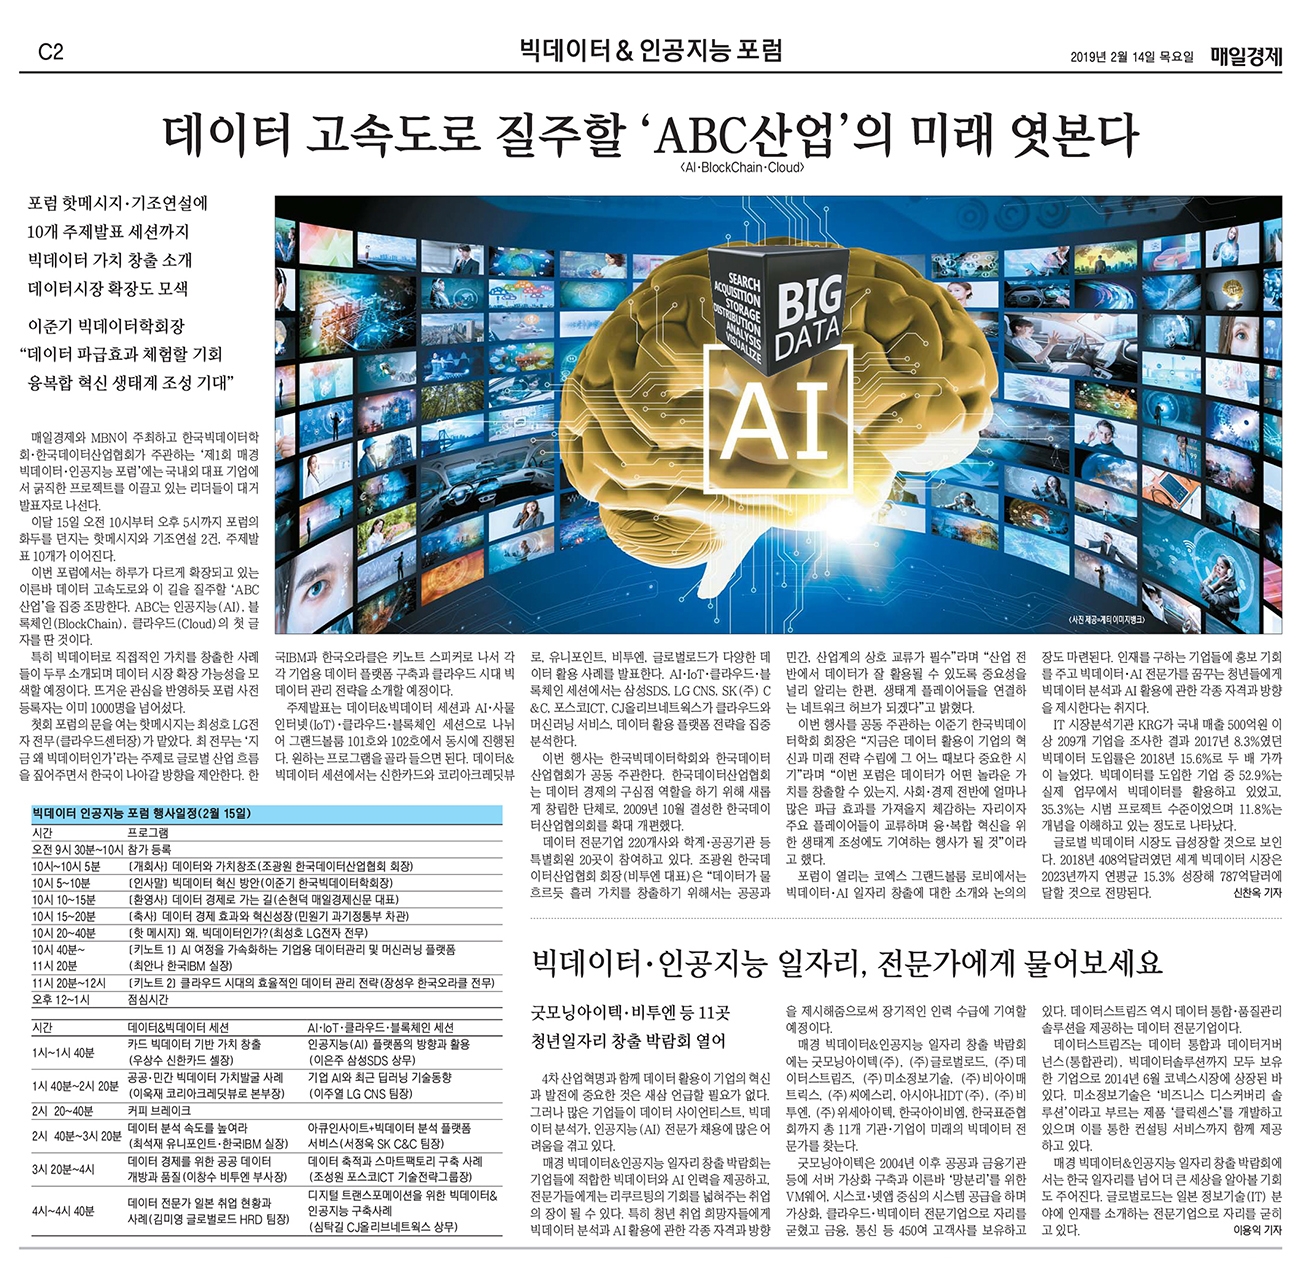 C2
빅데이터 & 인공지능 포럼
2019년 2월 14일 목요일 매일경제
데이터 고속도로 질주할 ‘ABC산업’의 미래 엿본다
〈AI·BlockChain·Cloud〉
포럼 핫메시지·기조연설에
10개 주제발표 세션까지
빅데이터 가치 창출 소개
데이터시장 확장도 모색
이준기 빅데이터학회장
“데이터 파급효과 체험할 기회
융복합 혁신 생태계 조성 기대”
SEARCH
ACQUISITION
STORAGE
DISTRIBUTION
ANALYSIS
VISUALIZE
BIG
DATA
AI
〈사진 제공=게티이미지뱅크〉
매일경제와 MBN이 주최하고 한국빅데이터학
회·한국데이터산업협회가 주관하는 ‘제1회 매경
빅데이터·인공지능 포럼’에는 국내외 대표 기업에
서 굵직한 프로젝트를 이끌고 있는 리더들이 대거
발표자로 나선다.
이달 15일 오전 10시부터 오후 5시까지 포럼의
화두를 던지는 핫메시지와 기조연설 2건, 주제발
표 10개가 이어진다.
이번 포럼에서는 하루가 다르게 확장되고 있는
이른바 데이터 고속도로와 이 길을 질주할 ‘ABC
산업’을 집중 조망한다. ABC는 인공지능(AI), 블
록체인(BlockChain), 클라우드(Cloud)의 첫 글
자를 딴 것이다.
특히 빅데이터로 직접적인 가치를 창출한 사례
들이 두루 소개되며 데이터 시장 확장 가능성을 모
색할 예정이다. 뜨거운 관심을 반영하듯 포럼 사전
등록자는 이미 1000명을 넘어섰다.
첫회 포럼의 문을 여는 핫메시지는 최성호 LG전
자 전무(클라우드센터장)가 맡았다. 최 전무는 ‘지
금 왜 빅데이터인가’라는 주제로 글로벌 산업 흐름
을 짚어주면서 한국이 나아갈 방향을 제안한다. 한
국IBM과 한국오라클은 키노트 스피커로 나서 각
각 기업용 데이터 플랫폼 구축과 클라우드 시대 빅
데이터 관리 전략을 소개할 예정이다.
주제발표는 데이터&빅데이터 세션과 AI·사물
인터넷(IoT)·클라우드·블록체인 세션으로 나뉘
어 그랜드볼룸 101호와 102호에서 동시에 진행된
다. 원하는 프로그램을 골라 들으면 된다. 데이터&
빅데이터 세션에서는 신한카드와 코리아크레딧뷰
로, 유니포인트, 비투엔, 글로벌로드가 다양한 데
이터 활용 사례를 발표한다. AI·IoT·클라우드·블
록체인 세션에서는 삼성SDS, LG CNS, SK(주) C
&C, 포스코ICT, CJ올리브네트웍스가 클라우드와
머신러닝 서비스, 데이터 활용 플랫폼 전략을 집중
분석한다.
이번 행사는 한국빅데이터학회와 한국데이터
산업협회가 공동 주관한다. 한국데이터산업협회
는 데이터 경제의 구심점 역할을 하기 위해 새롭
게 창립한 단체로, 2009년 10월 결성한 한국데이
터산업협의회를 확대 개편했다.
데이터 전문기업 220개사와 학계·공공기관 등
특별회원 20곳이 참여하고 있다. 조광원 한국데
이터산업협회 회장(비투엔 대표)은 “데이터가 물
흐르듯 흘러 가치를 창출하기 위해서는 공공과
민간, 산업계의 상호 교류가 필수”라며 “산업 전
반에서 데이터가 잘 활용될 수 있도록 중요성을
널리 알리는 한편, 생태계 플레이어들을 연결하
는 네트워크 허브가 되겠다”고 밝혔다.
이번 행사를 공동 주관하는 이준기 한국빅데이
터학회 회장은 “지금은 데이터 활용이 기업의 혁
신과 미래 전략 수립에 그 어느 때보다 중요한 시
기”라며 “이번 포럼은 데이터가 어떤 놀라운 가
치를 창출할 수 있는지, 사회·경제 전반에 얼마나
많은 파급 효과를 가져올지 체감하는 자리이자
주요 플레이어들이 교류하며 융·복합 혁신을 위
한 생태계 조성에도 기여하는 행사가 될 것”이라
고 했다.
포럼이 열리는 코엑스 그랜드볼룸 로비에서는
빅데이터·AI 일자리 창출에 대한 소개와 논의의
장도 마련된다. 인재를 구하는 기업들에 홍보 기회
를 주고 빅데이터·AI 전문가를 꿈꾸는 청년들에게
빅데이터 분석과 AI 활용에 관한 각종 자격과 방향
을 제시한다는 취지다.
IT 시장분석기관 KRG가 국내 매출 500억원 이
상 209개 기업을 조사한 결과 2017년 8.3%였던
빅데이터 도입률은 2018년 15.6%로 두 배 가까
이 늘었다. 빅데이터를 도입한 기업 중 52.9%는
실제 업무에서 빅데이터를 활용하고 있었고,
35.3%는 시범 프로젝트 수준이었으며 11.8%는
개념을 이해하고 있는 정도로 나타났다.
글로벌 빅데이터 시장도 급성장할 것으로 보인
다. 2018년 408억달러였던 세계 빅데이터 시장은
2023년까지 연평균 15.3% 성장해 787억달러에
달할 것으로 전망된다. 신찬옥 기자
빅데이터 인공지능 포럼 행사일정(2월 15일)
시간 프로그램
오전 9시 30분~10시 참가 등록
10시~10시 5분 〔개회사〕 데이터와 가치창조(조광원 한국데이터산업협회 회장)
10시 5~10분 〔인사말〕 빅데이터 혁신 방안(이준기 한국빅데이터학회장)
10시 10~15분 〔환영사〕 데이터 경제로 가는 길(손현덕 매일경제신문 대표)
10시 15~20분 〔축사〕 데이터 경제 효과와 혁신성장(민원기 과기정통부 차관)
10시 20~40분 〔핫 메시지〕 왜, 빅데이터인가?(최성호 LG전자 전무)
10시 40분~ 〔키노트 1〕 AI 여정을 가속화하는 기업용 데이터관리 및 머신러닝 플랫폼
11시 20분 (최안나 한국IBM 실장)
11시 20분~12시 〔키노트 2〕 클라우드 시대의 효율적인 데이터 관리 전략(장성우 한국오라클 전무)
오후 12~1시 점심시간
시간 데이터&빅데이터 세션 AI·IoT·클라우드·블록체인 세션
1시~1시 40분 카드 빅데이터 기반 가치 창출 인공지능(AI) 플랫폼의 방향과 활용
(우상수 신한카드 셀장) (이은주 삼성SDS 상무)
1시 40분~2시 20분 공공·민간 빅데이터 가치발굴 사례 기업 AI와 최근 딥러닝 기술동향
(이욱재 코리아크레딧뷰로 본부장) (이주열 LG CNS 팀장)
2시 20~40분 커피 브레이크
2시 40분~3시 20분 데이터 분석 속도를 높여라 아큐인사이트+빅데이터 분석 플랫폼
(최석재 유니포인트·한국IBM 실장) 서비스(서정욱 SK C&C 팀장)
3시 20분~4시 데이터 경제를 위한 공공 데이터 데이터 축적과 스마트팩토리 구축 사례
개방과 품질(이창수 비투엔 부사장) (조성원 포스코ICT 기술전략그룹장)
4시~4시 40분 데이터 전문가 일본 취업 현황과 디지털 트랜스포메이션을 위한 빅데이터&
사례(김미영 글로벌로드 HRD 팀장) 인공지능 구축사례
(심탁길 CJ올리브네트웍스 상무)
빅데이터·인공지능 일자리, 전문가에게 물어보세요
굿모닝아이텍·비투엔 등 11곳
청년일자리 창출 박람회 열어
4차 산업혁명과 함께 데이터 활용이 기업의 혁신
과 발전에 중요한 것은 새삼 언급할 필요가 없다.
그러나 많은 기업들이 데이터 사이언티스트, 빅데
이터 분석가, 인공지능(AI) 전문가 채용에 많은 어
려움을 겪고 있다.
매경 빅데이터&인공지능 일자리 창출 박람회는
기업들에 적합한 빅데이터와 AI 인력을 제공하고,
전문가들에게는 리쿠르팅의 기회를 넓혀주는 취업
의 장이 될 수 있다. 특히 청년 취업 희망자들에게
빅데이터 분석과 AI 활용에 관한 각종 자격과 방향
을 제시해줌으로써 장기적인 인력 수급에 기여할
예정이다.
매경 빅데이터&인공지능 일자리 창출 박람회
에는 굿모닝아이텍(주), (주)글로벌로드, (주)데
이터스트림즈, (주)미소정보기술, (주)비아이매
트릭스, (주)씨에스리, 아시아나IDT(주), (주)비
투엔, (주)위세아이텍, 한국아이비엠, 한국표준협
회까지 총 11개 기관·기업이 미래의 빅데이터 전
문가를 찾는다.
굿모닝아이텍은 2004년 이후 공공과 금융기관
등에 서버 가상화 구축과 이른바 ‘망분리’를 위한
VM웨어, 시스코·넷앱 중심의 시스템 공급을 하며
가상화, 클라우드·빅데이터 전문기업으로 자리를
굳혔고 금융, 통신 등 450여 고객사를 보유하고
있다. 데이터스트림즈 역시 데이터 통합·품질관리
솔루션을 제공하는 데이터 전문기업이다.
데이터스트림즈는 데이터 통합과 데이터거버
넌스(통합관리), 빅데이터솔루션까지 모두 보유
한 기업으로 2014년 6월 코넥스시장에 상장된 바
있다. 미소정보기술은 ‘비즈니스 디스커버리 솔
루션’이라고 부르는 제품 ‘클릭센스’를 개발하고
있으며 이를 통한 컨설팅 서비스까지 함께 제공
하고 있다.
매경 빅데이터&인공지능 일자리 창출 박람회에
서는 한국 일자리를 넘어 더 큰 세상을 알아볼 기회
도 주어진다. 글로벌로드는 일본 정보기술(IT) 분
야에 인재를 소개하는 전문기업으로 자리를 굳히
고 있다. 이용익 기자